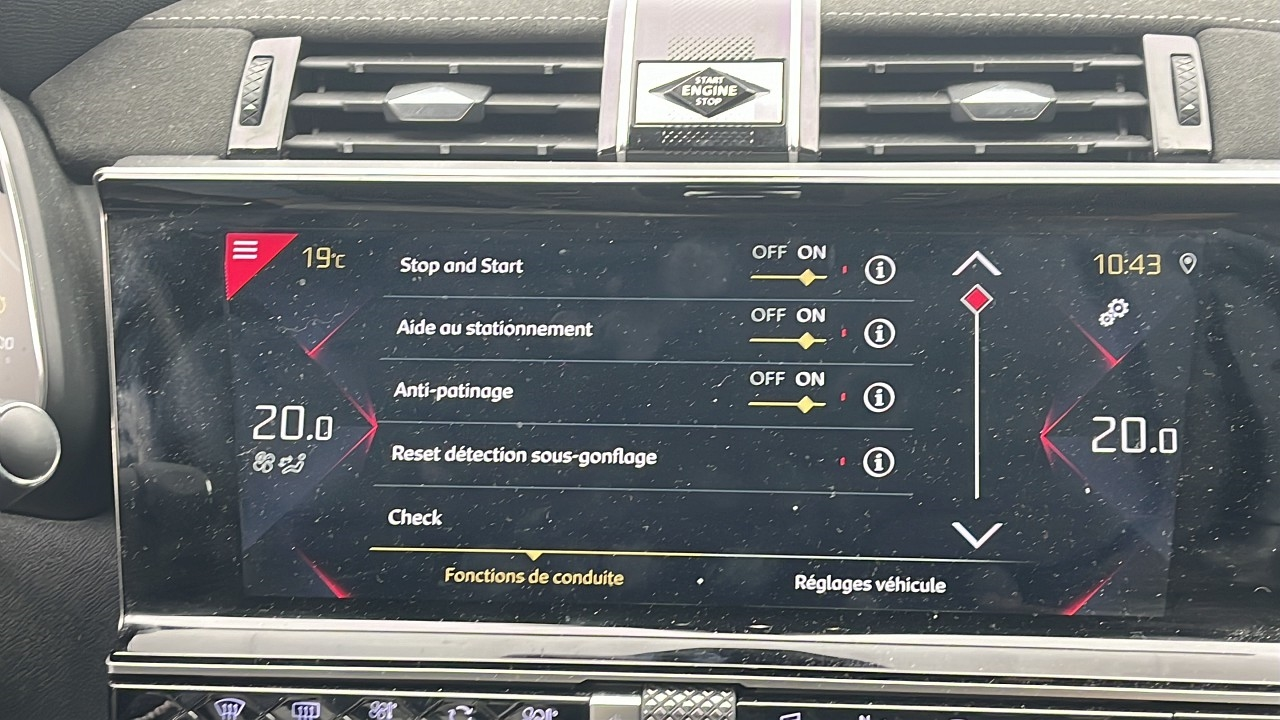 START
ENGINE
STOP
19°C
Stop and Start
OFF ON
10:43
Aide au stationnement
OFF ON
Anti-patinage
OFF ON
20.0
Reset détection sous-gonflage
20.0
Check
Fonctions de conduite
Réglages véhicule